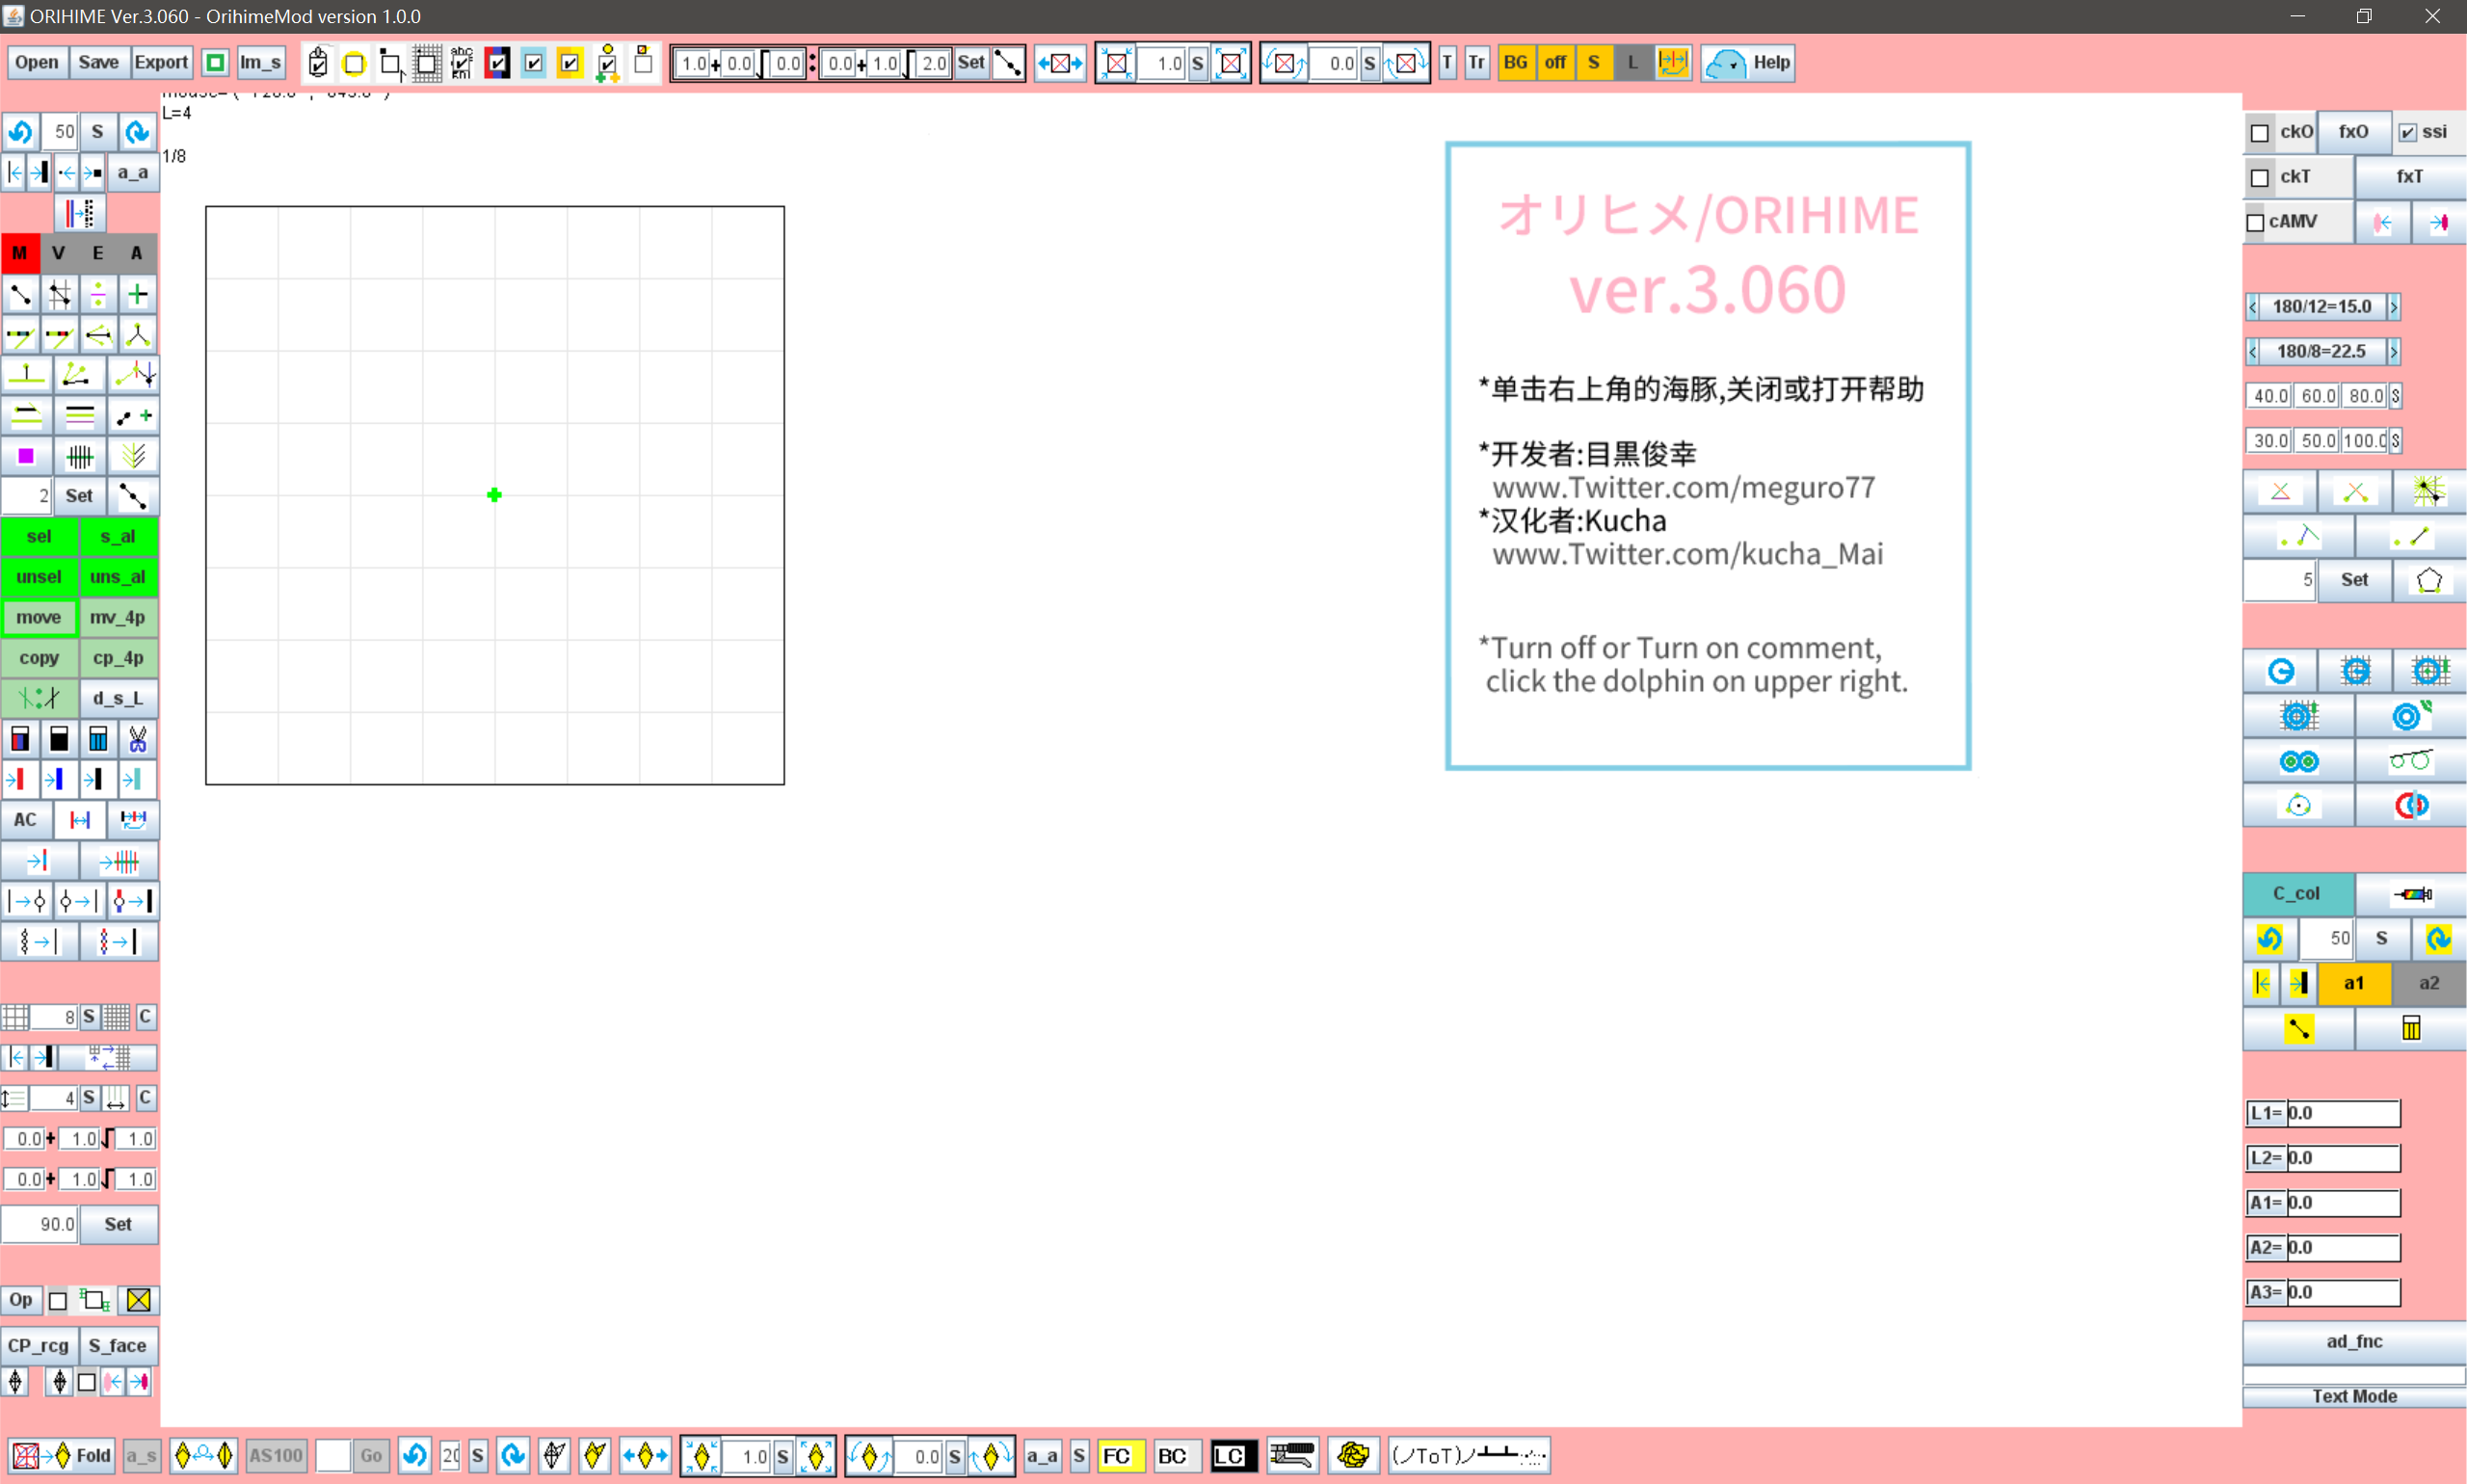 ORIHIME Ver.3.060 - OrihimeMod version 1.0.0
Open Save Export Im_s 1.0 + 0.0 √ 0.0 : 0.0 + 1.0 √ 2.0 Set 1.0 S 0.0 S T Tr BG off S L Help
L=4
50 S
1/8
a_a
M V E A
2 Set
sel s_al
unsel uns_al
move mv_4p
copy cp_4p
d_s_L
AC
8 S C
4 S C
0.0 + 1.0 √ 1.0
0.0 + 1.0 √ 1.0
90.0 Set
Op
CP_rcg S_face
オリヒメ/ORIHIME
ver.3.060
*单击右上角的海豚,关闭或打开帮助
*开发者:目黒俊幸
www.Twitter.com/meguro77
*汉化者:Kucha
www.Twitter.com/kucha_Mai
*Turn off or Turn on comment,
click the dolphin on upper right.
ckO fxO ssi
ckT fxT
cAMV
< 180/12=15.0 >
< 180/8=22.5 >
40.0 60.0 80.0 S
30.0 50.0 100.0 S
5 Set
C_col
50 S
a1 a2
L1= 0.0
L2= 0.0
A1= 0.0
A2= 0.0
A3= 0.0
ad_fnc
Text Mode
Fold a_s AS100 Go S 1.0 S 0.0 S a_a S FC BC LC (ノToT)ノ┻━┻:･:∴